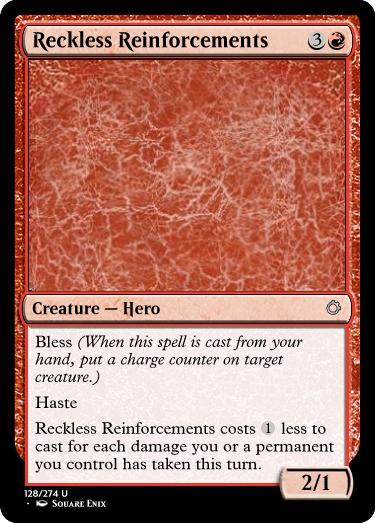 Reckless Reinforcements 3
Creature — Hero
Bless (When this spell is cast from your
hand, put a charge counter on target
creature.)
Haste
Reckless Reinforcements costs 1 less to
cast for each damage you or a permanent
you control has taken this turn.
2/1
128/274 U
· SQUARE ENIX